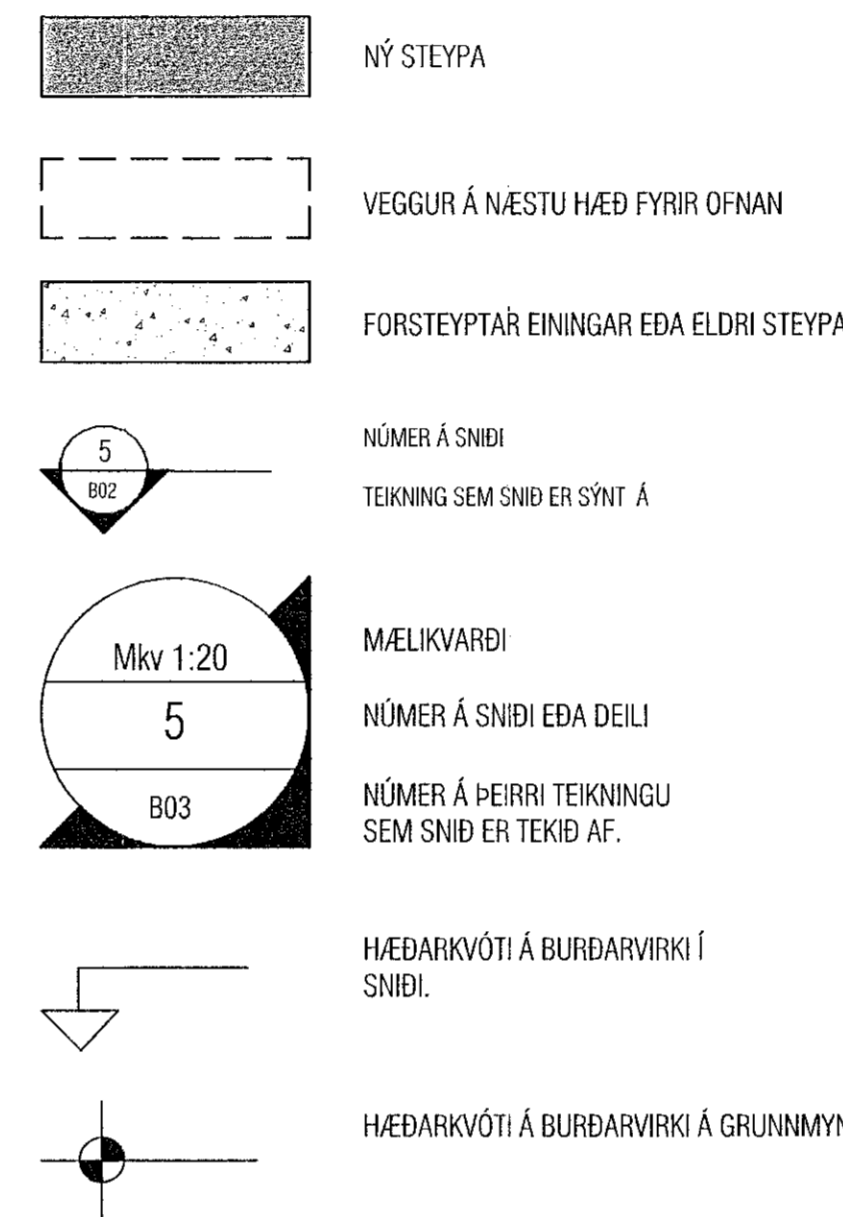 NÝ STEYPA
VEGGUR Á NÆSTU HÆÐ FYRIR OFNAN
FORSTEYPTAR EININGAR EÐA ELDRI STEYPA
5
NÚMER Á SNIÐI
B02
TEIKNING SEM SNIÐ ER SÝNT Á
Mkv 1:20
MÆLIKVARÐI
5
NÚMER Á SNIÐI EÐA DEILI
B03
NÚMER Á ÞEIRRI TEIKNINGU
SEM SNIÐ ER TEKIÐ AF.
HÆÐARKVÓTI Á BURÐARVIRKI Í
SNIÐI.
HÆÐARKVÓTI Á BURÐARVIRKI Á